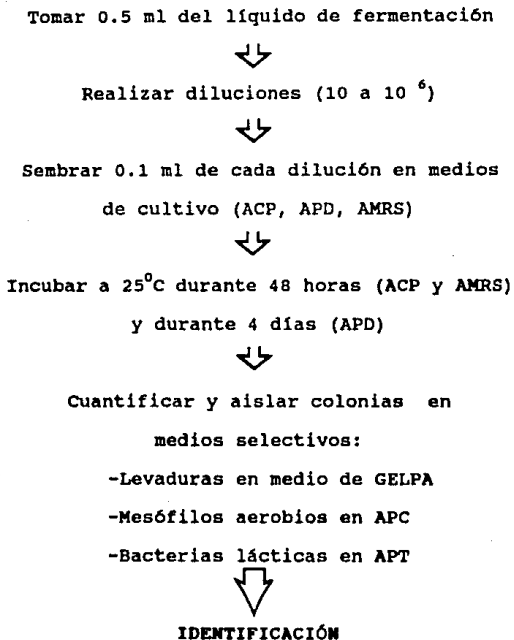 Tomar 0.5 ml del líquido de fermentación
Realizar diluciones (10 a 10 ⁶)
Sembrar 0.1 ml de cada dilución en medios
de cultivo (ACP, APD, AMRS)
Incubar a 25⁰C durante 48 horas (ACP y AMRS)
y durante 4 días (APD)
Cuantificar y aislar colonias en
medios selectivos:
-Levaduras en medio de GELPA
-Mesófilos aerobios en APC
-Bacterias lácticas en APT
IDENTIFICACIÓN